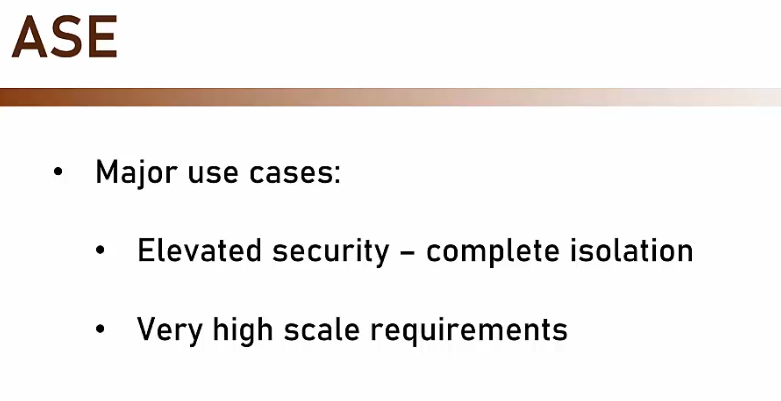 ASE
• Major use cases:
• Elevated security – complete isolation
• Very high scale requirements